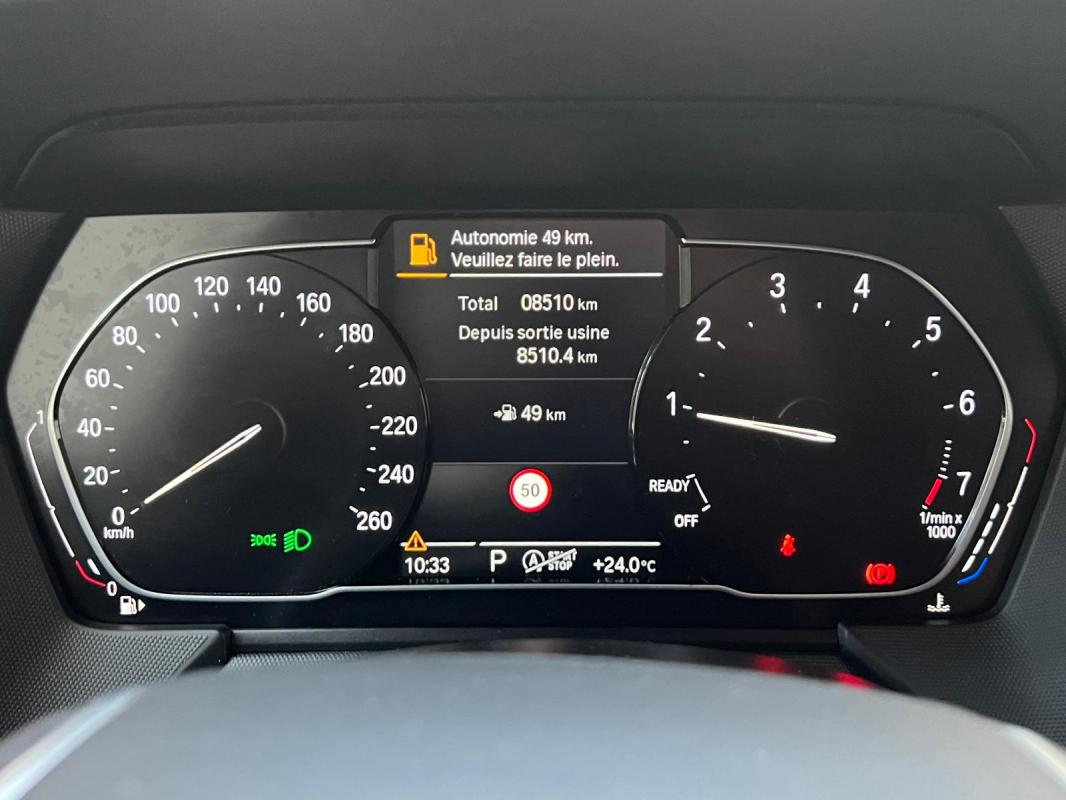 Autonomie 49 km.
Veuillez faire le plein.
Total 08510 km
Depuis sortie usine
8510.4 km
49 km
50
10:33 P A START STOP +24.0°C
0
20
40
60
80
100
120
140
160
180
200
220
240
260
km/h
1
0
1
2
3
4
5
6
7
1/min x
1000
READY
OFF
P